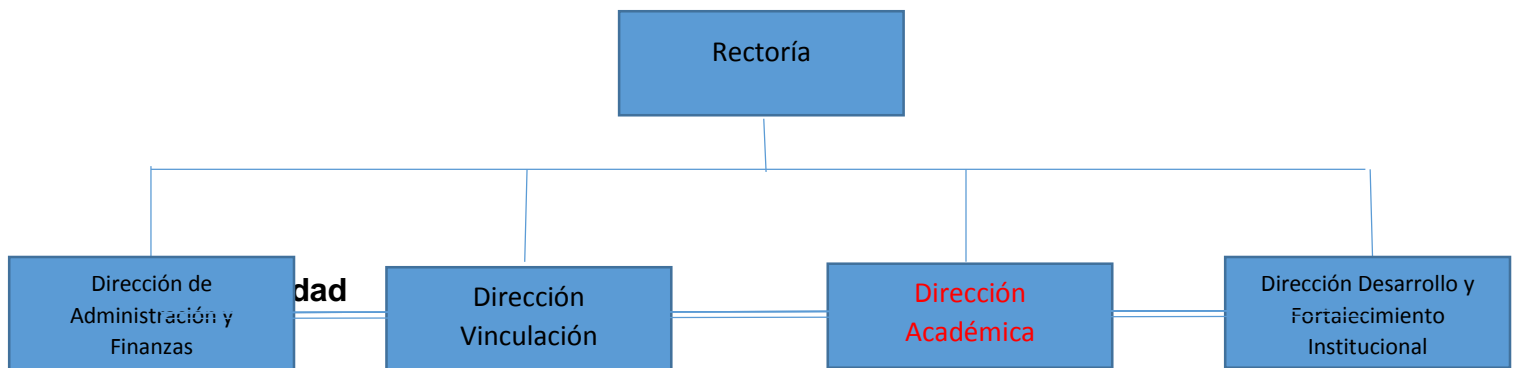 Rectoría
Dirección de
Administración y
Finanzas
dad
Dirección
Vinculación
Dirección
Académica
Dirección Desarrollo y
Fortalecimiento
Institucional